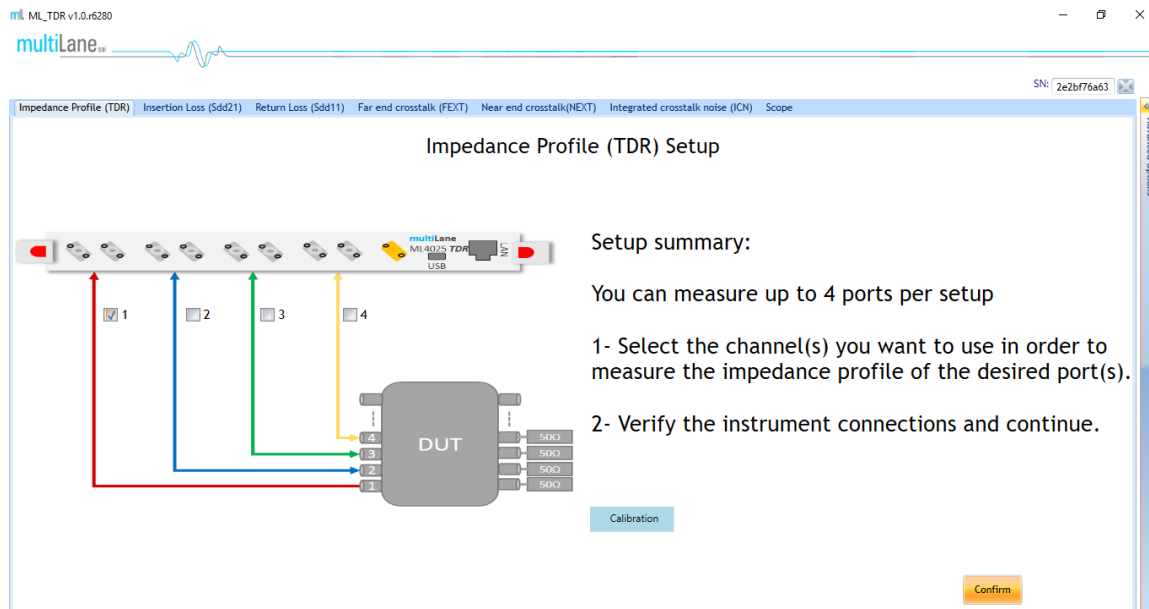 mL ML_TDR v1.0.r6280
multiLane sal
SN: 2e2bf76a63
Impedance Profile (TDR) Insertion Loss (Sdd21) Return Loss (Sdd11) Far end crosstalk (FEXT) Near end crosstalk(NEXT) Integrated crosstalk noise (ICN) Scope
Advanced options
Impedance Profile (TDR) Setup
multiLane
ML4025 TDR
USB
LAN
1 2 3 4
4
3
2
1
DUT
50Ω
50Ω
50Ω
50Ω
Setup summary:
You can measure up to 4 ports per setup
1- Select the channel(s) you want to use in order to
measure the impedance profile of the desired port(s).
2- Verify the instrument connections and continue.
Calibration
Confirm